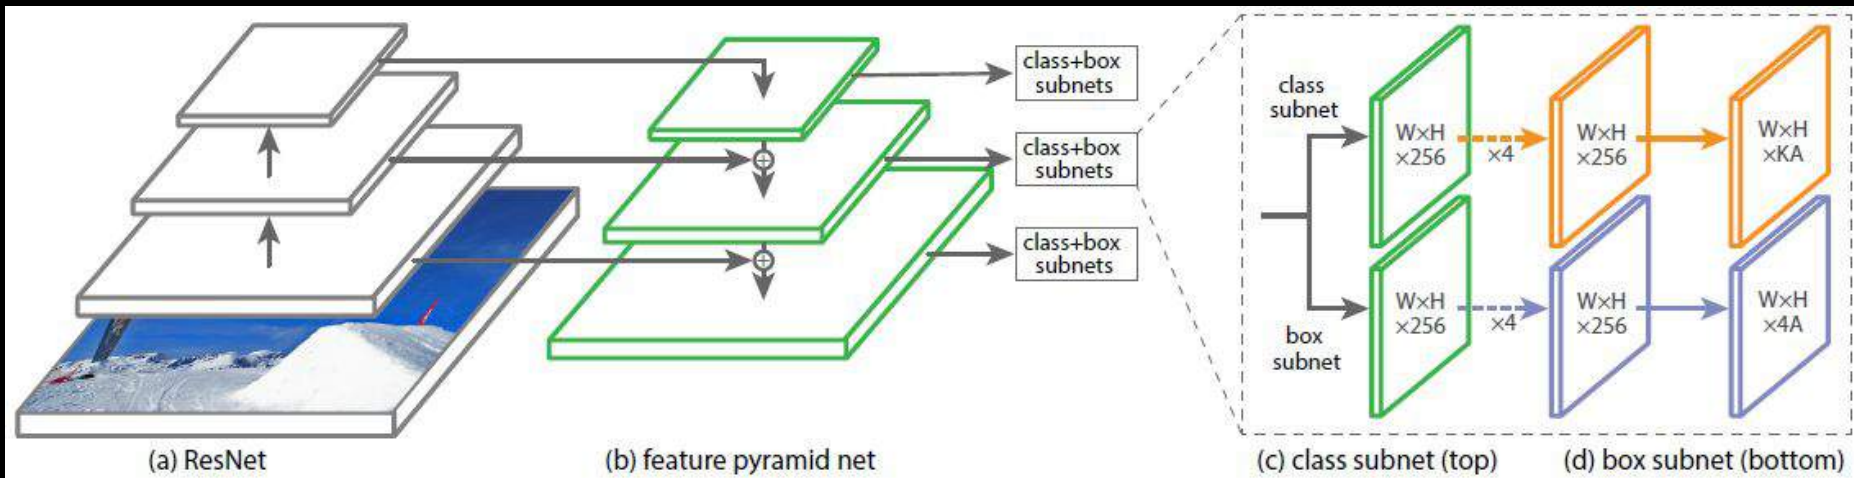 class+box
subnets
class+box
subnets
class+box
subnets
class
subnet
W×H
×256
×4
W×H
×256
W×H
×KA
box
subnet
W×H
×256
×4
W×H
×256
W×H
×4A
(a) ResNet
(b) feature pyramid net
(c) class subnet (top)
(d) box subnet (bottom)